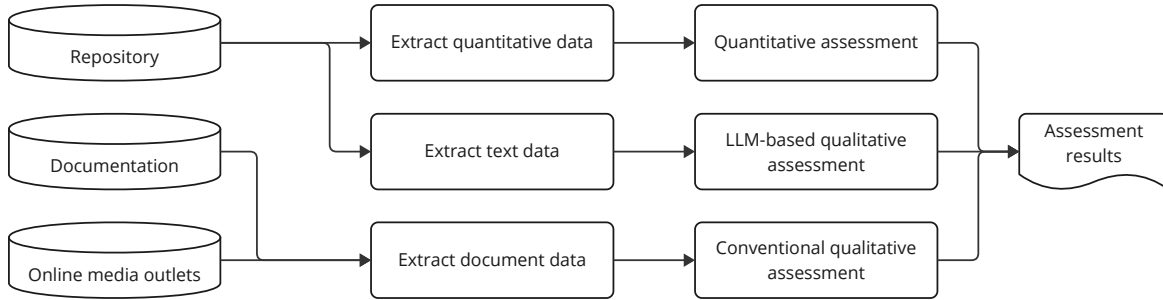 Repository
Extract quantitative data
Quantitative assessment
Documentation
Extract text data
LLM-based qualitative
assessment
Assessment
results
Online media outlets
Extract document data
Conventional qualitative
assessment